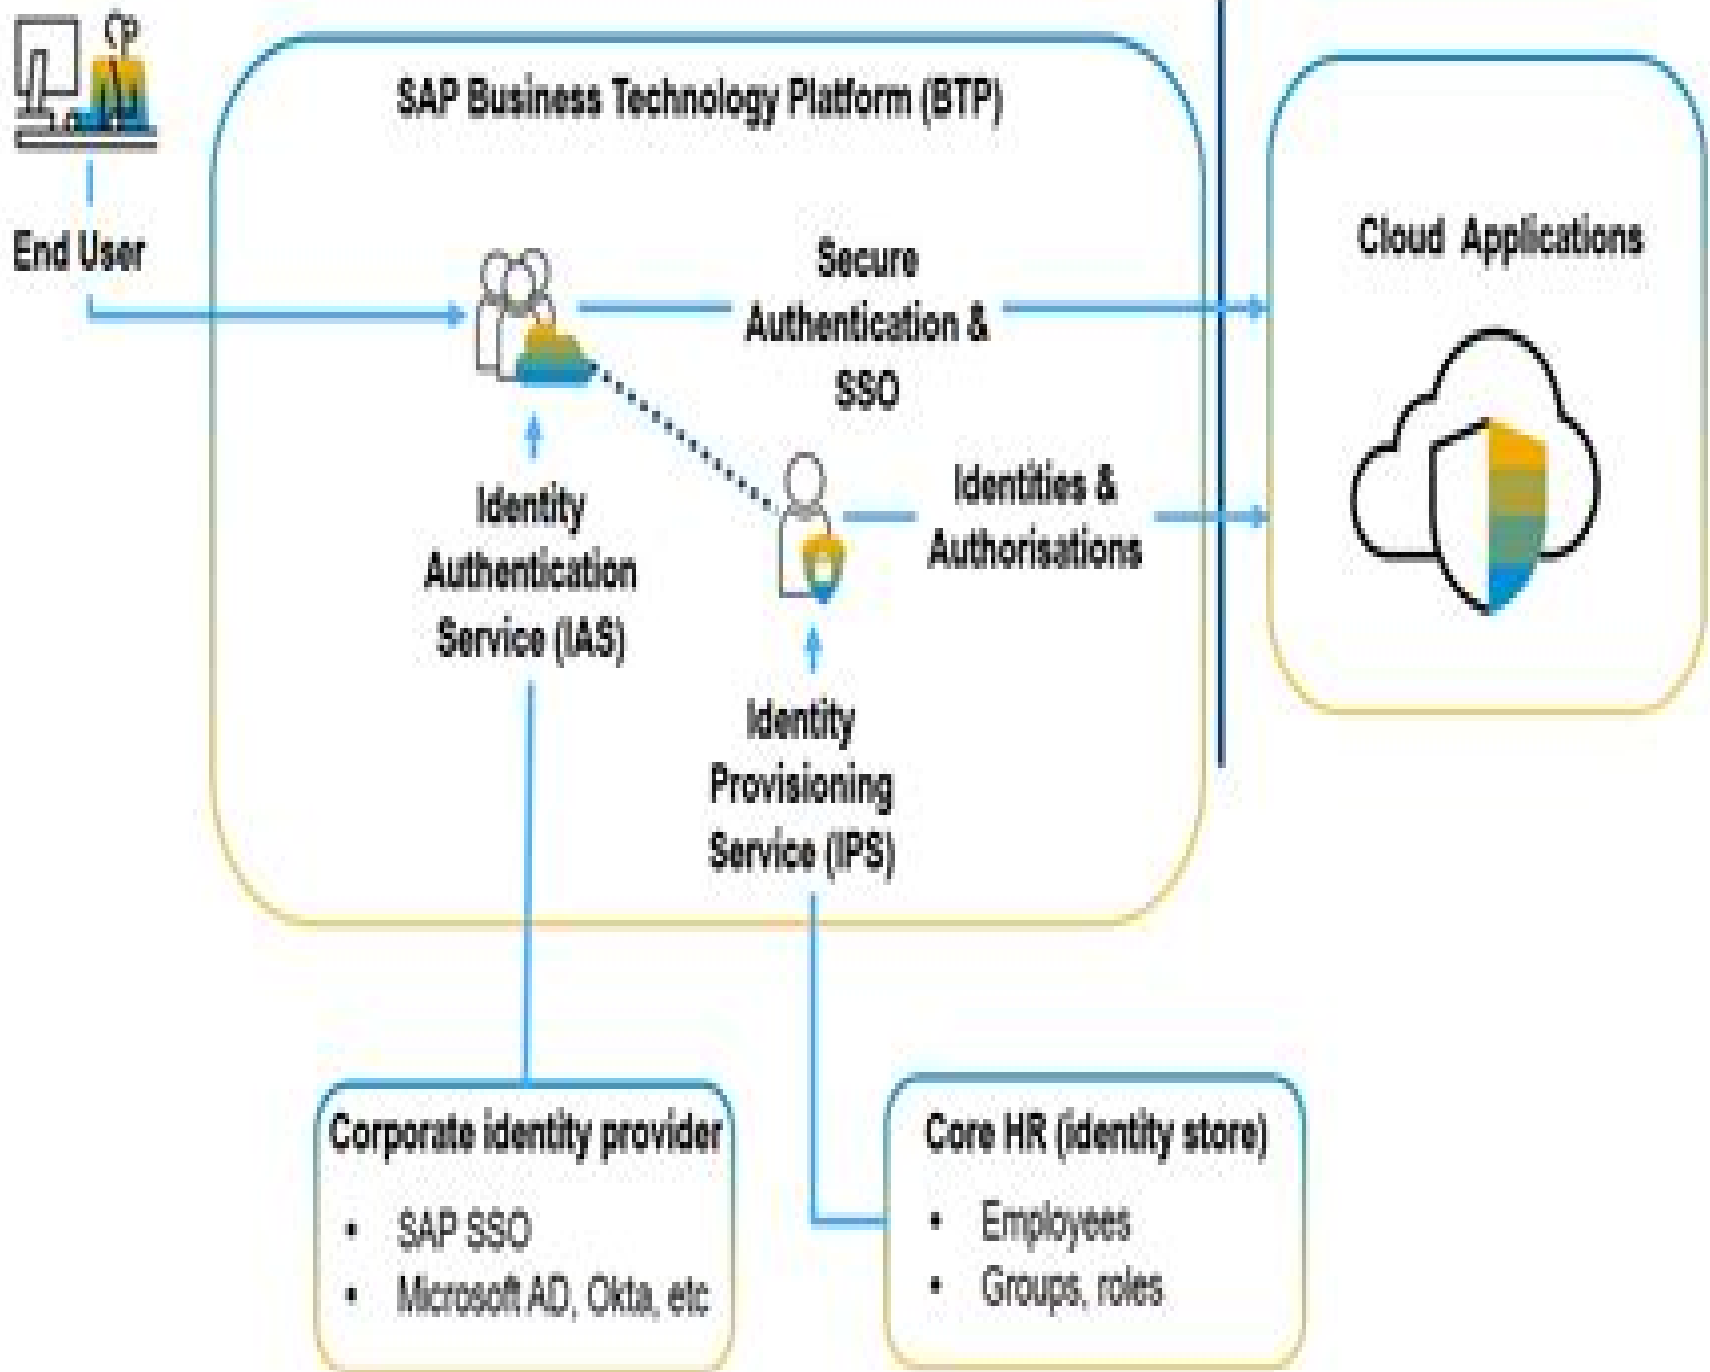 SAP Business Technology Platform (BTP)
End User
Secure
Authentication &
SSO
Cloud Applications
Identity
Authentication
Service (IAS)
Identities &
Authorisations
Identity
Provisioning
Service (IPS)
Corporate identity provider
• SAP SSO
• Microsoft AD, Okta, etc
Core HR (identity store)
• Employees
• Groups, roles